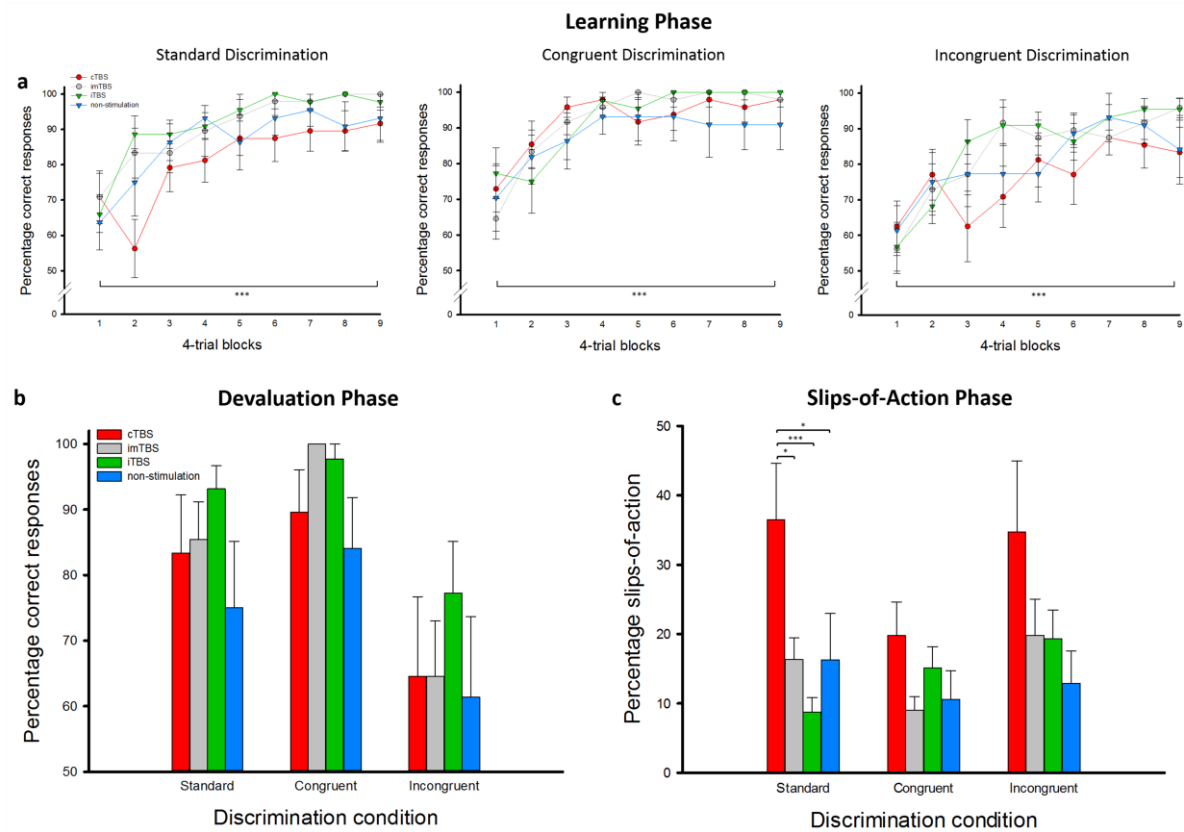 Learning Phase
Standard Discrimination
Congruent Discrimination
Incongruent Discrimination
a
cTBS
imTBS
iTBS
non-stimulation
Percentage correct responses
100
90
80
70
60
50
0
***
1 2 3 4 5 6 7 8 9
4-trial blocks
Percentage correct responses
100
90
80
70
60
50
0
***
1 2 3 4 5 6 7 8 9
4-trial blocks
Percentage correct responses
100
90
80
70
60
50
0
***
1 2 3 4 5 6 7 8 9
4-trial blocks
b
Devaluation Phase
cTBS
imTBS
iTBS
non-stimulation
Percentage correct responses
100
90
80
70
60
50
Standard Congruent Incongruent
Discrimination condition
c
Slips-of-Action Phase
Percentage slips-of-action
50
40
30
20
10
0
*
***
*
Standard Congruent Incongruent
Discrimination condition